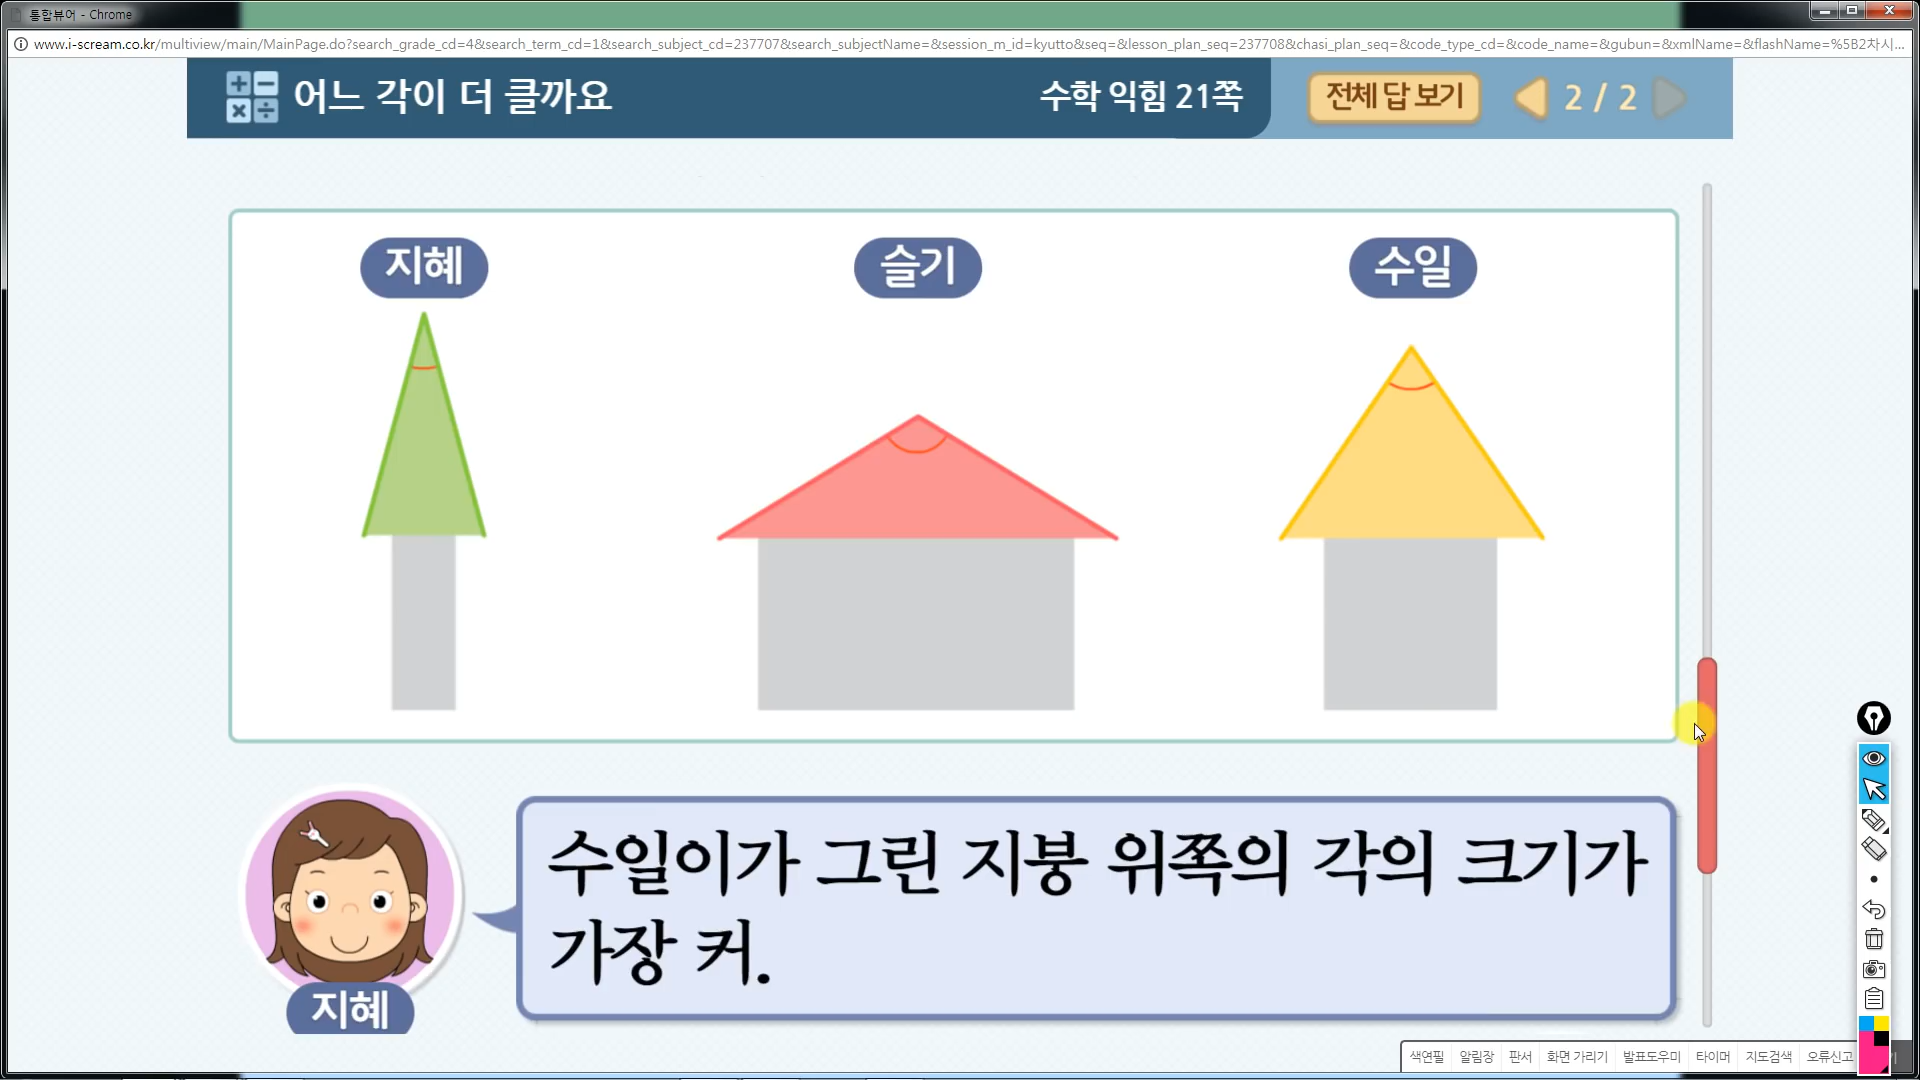 통합뷰어 - Chrome
www.i-scream.co.kr/multiview/main/MainPage.do?search_grade_cd=4&search_term_cd=1&search_subject_cd=237707&search_subjectName=&session_m_id=kyutto&seq=&lesson_plan_seq=237708&chasi_plan_seq=&code_type_cd=&code_name=&gubun=&xmlName=&flashName=%5B2차시...
어느 각이 더 클까요
수학 익힘 21쪽
전체 답 보기
2 / 2
지혜
슬기
수일
수일이가 그린 지붕 위쪽의 각의 크기가
가장 커.
지혜
색연필 알림장 판서 화면 가리기 발표도우미 타이머 지도검색 오류신고